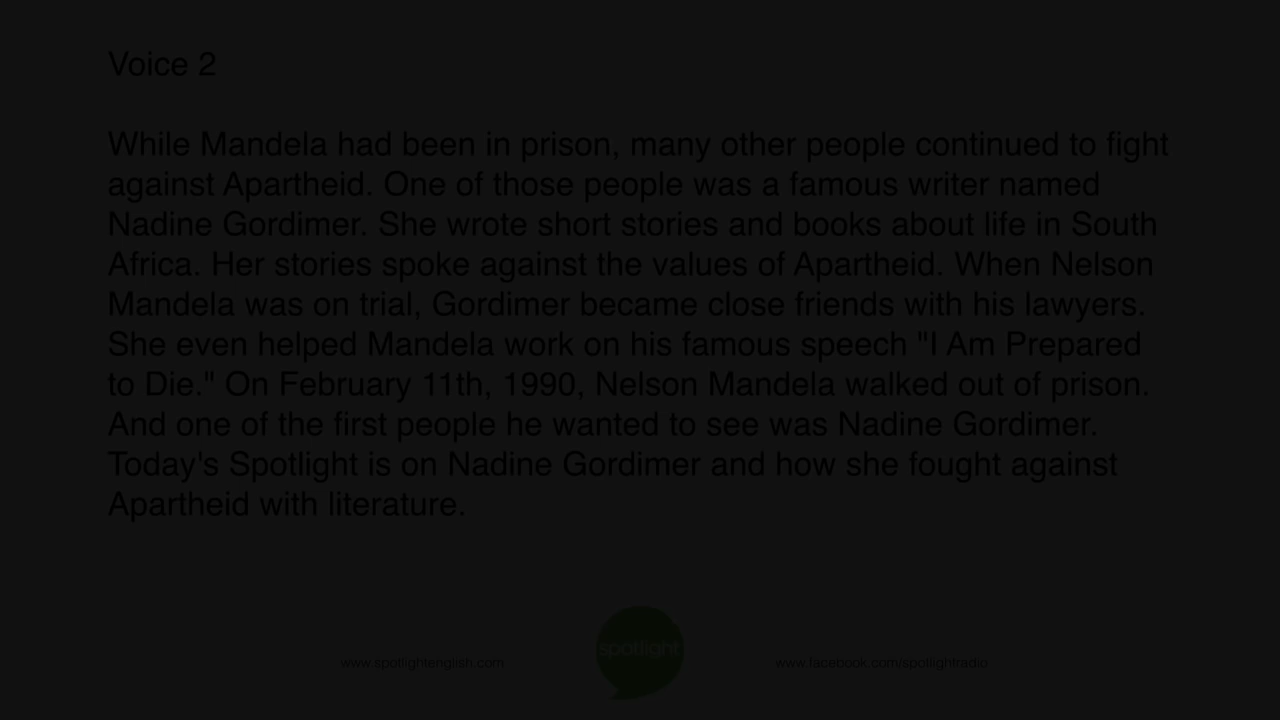 Voice 2
While Mandela had been in prison, many other people continued to fight
against Apartheid. One of those people was a famous writer named
Nadine Gordimer. She wrote short stories and books about life in South
Africa. Her stories spoke against the values of Apartheid. When Nelson
Mandela was on trial, Gordimer became close friends with his lawyers.
She even helped Mandela work on his famous speech "I Am Prepared
to Die." On February 11th, 1990, Nelson Mandela walked out of prison.
And one of the first people he wanted to see was Nadine Gordimer.
Today's Spotlight is on Nadine Gordimer and how she fought against
Apartheid with literature.
spotlight
www.spotlightenglish.com
www.facebook.com/spotlightradio